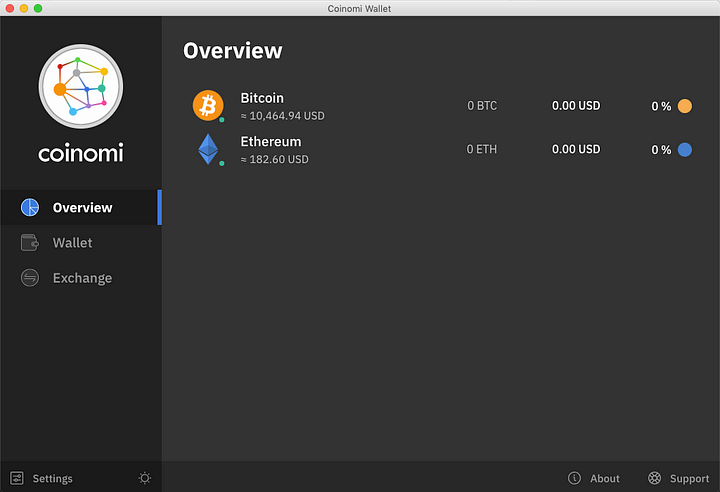 Coinomi Wallet
coinomi
Overview
Wallet
Exchange
Settings
Overview
Bitcoin
≈ 10,464.94 USD
0 BTC 0.00 USD 0 %
Ethereum
≈ 182.60 USD
0 ETH 0.00 USD 0 %
About Support